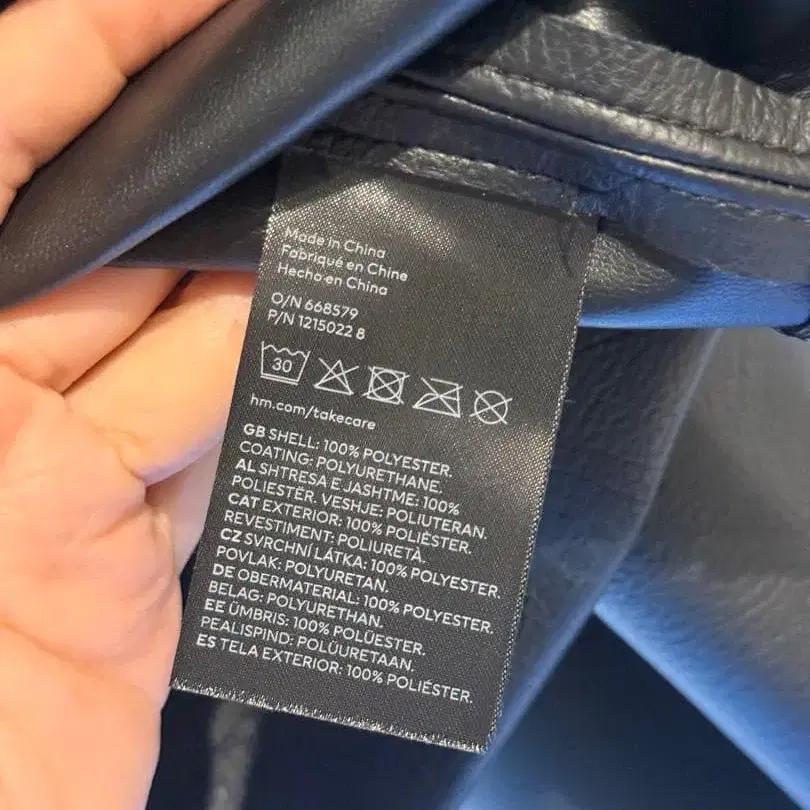 Made in China
Fabriqué en Chine
Hecho en China
O/N 668579
P/N 1215022 8
30
hm.com/takecare
GB SHELL: 100% POLYESTER.
COATING: POLYURETHANE.
AL SHTRESA E JASHTME: 100%
POLIESTËR. VESHJE: POLIUTERAN.
CAT EXTERIOR: 100% POLIÈSTER.
REVESTIMENT: POLIURETÀ.
CZ SVRCHNÍ LÁTKA: 100% POLYESTER.
POVLAK: POLYURETAN.
DE OBERMATERIAL: 100% POLYESTER.
BELAG: POLYURETHAN.
EE ÜMBRIS: 100% POLÜESTER.
PEALISPIND: POLÜURETAAN.
ES TELA EXTERIOR: 100% POLIÉSTER.